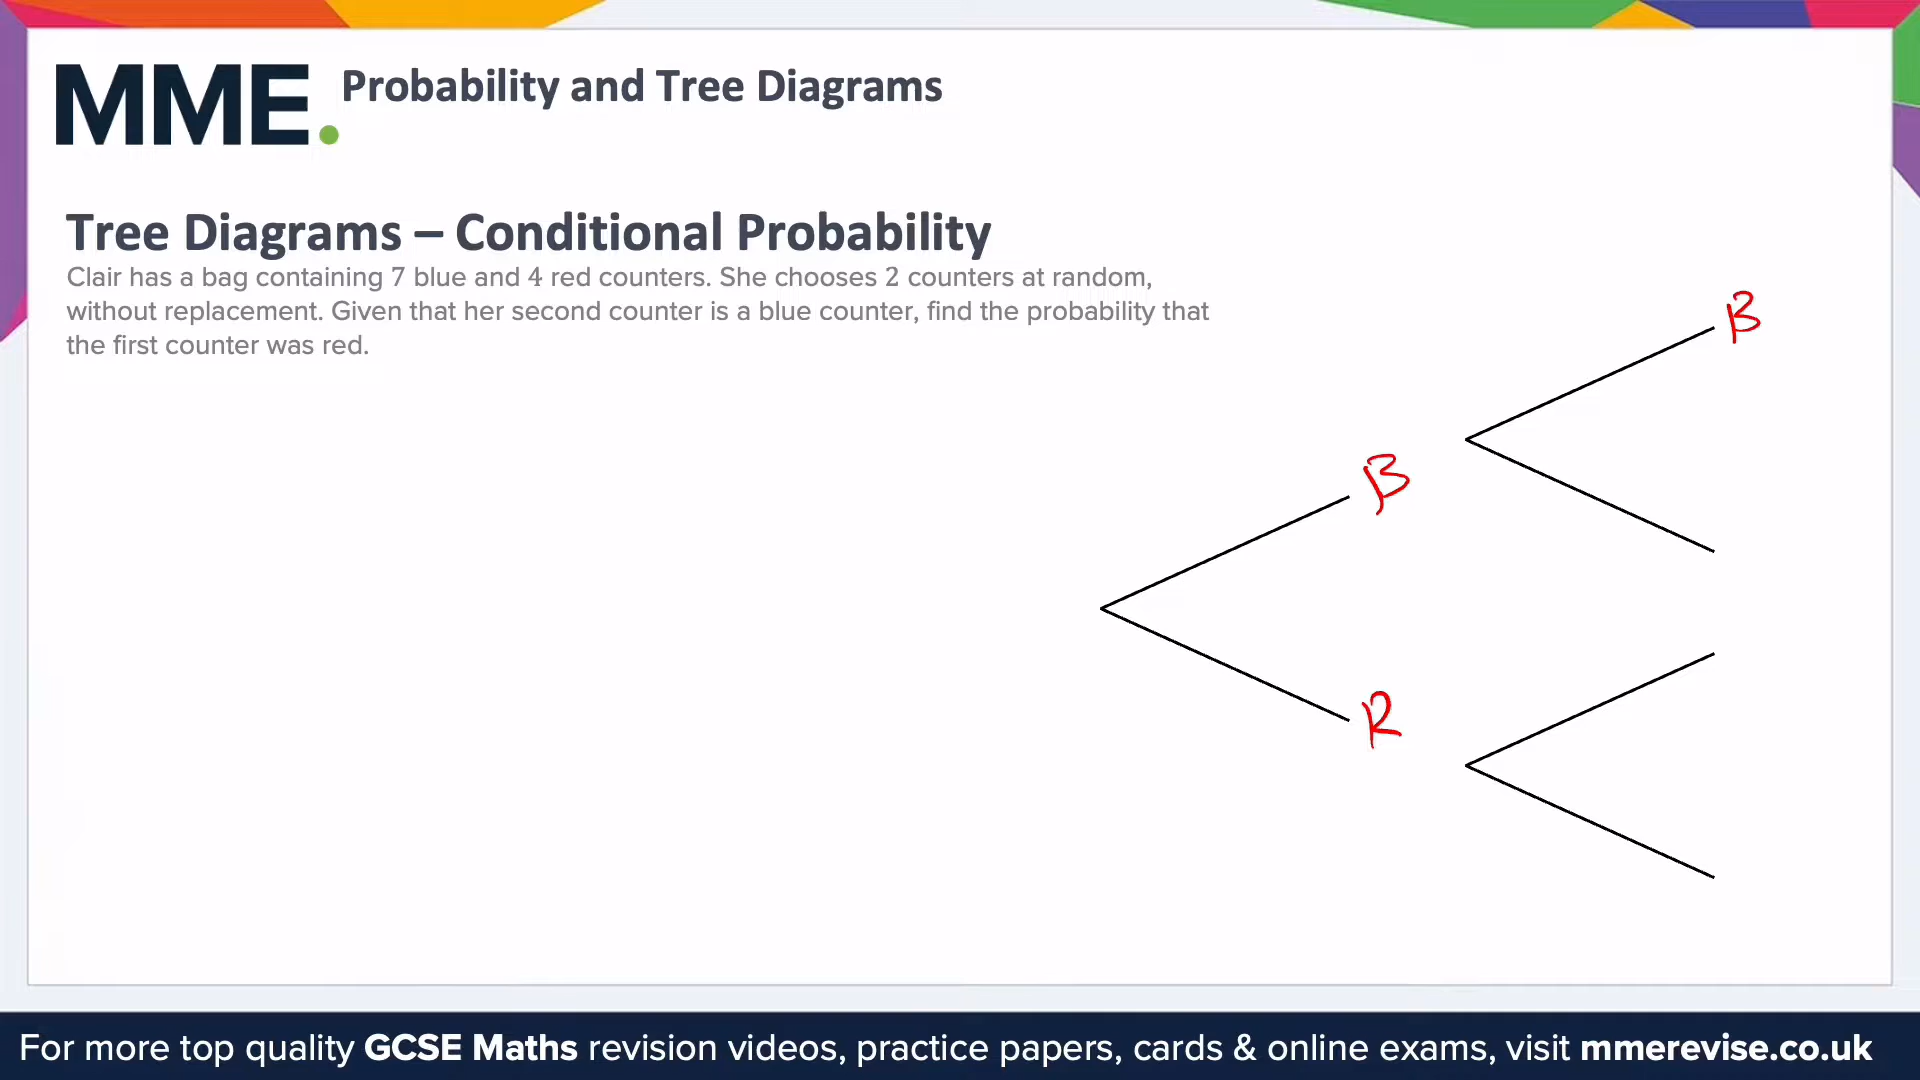 MME.
Probability and Tree Diagrams
Tree Diagrams – Conditional Probability
Clair has a bag containing 7 blue and 4 red counters. She chooses 2 counters at random,
without replacement. Given that her second counter is a blue counter, find the probability that
the first counter was red.
B
B
R
For more top quality GCSE Maths revision videos, practice papers, cards & online exams, visit mmerevise.co.uk